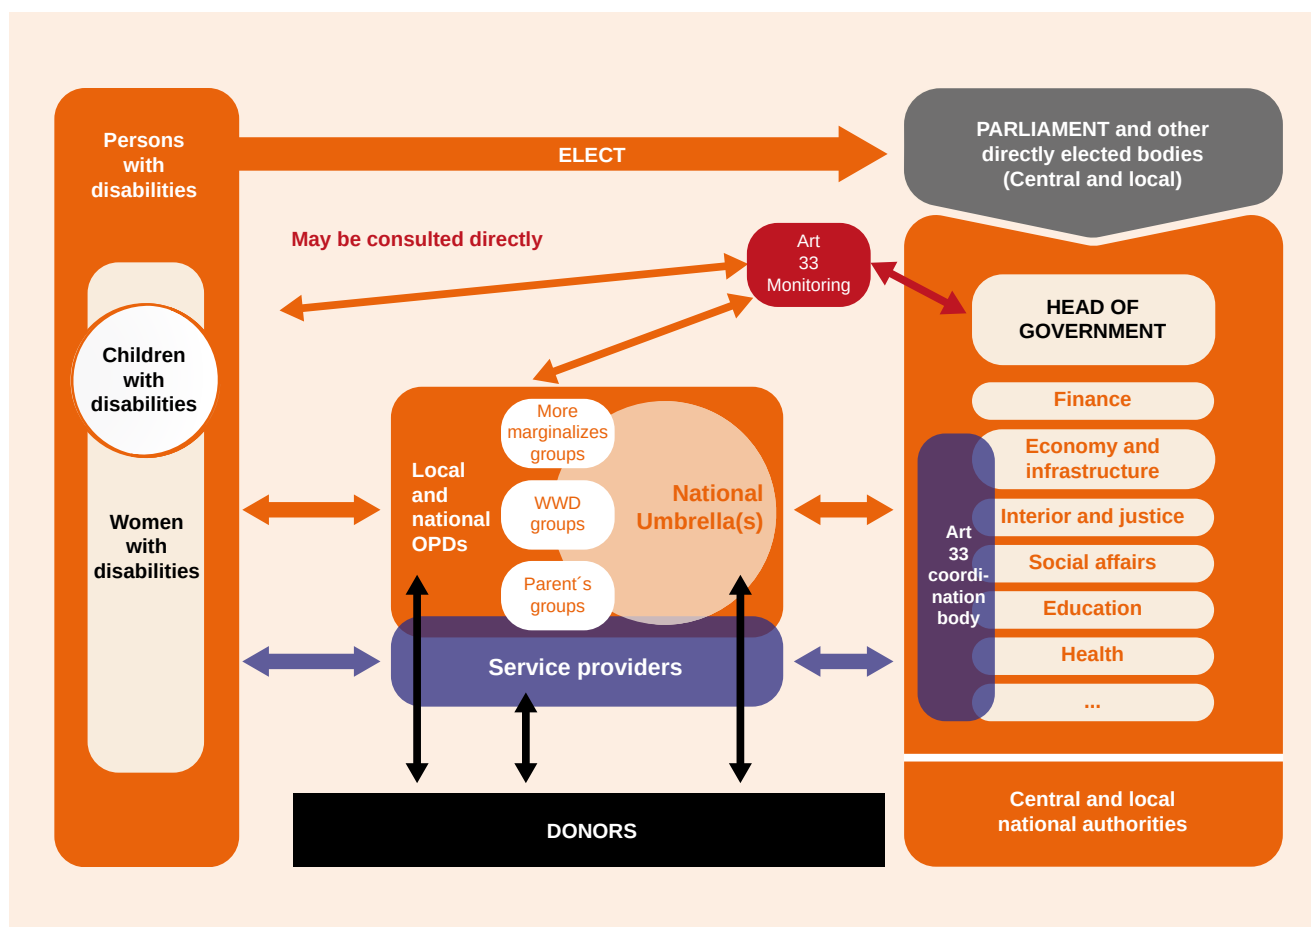 Persons
with
disabilities
ELECT
PARLIAMENT and other
directly elected bodies
(Central and local)
May be consulted directly
Art
33
Monitoring
HEAD OF
GOVERNMENT
Children
with
disabilities
Women
with
disabilities
Local
and
national
OPDs
More
marginalizes
groups
WWD
groups
Parent´s
groups
National
Umbrella(s)
Service providers
Finance
Economy and
infrastructure
Interior and justice
Social affairs
Education
Health
...
Art
33
coordi-
nation
body
DONORS
Central and local
national authorities